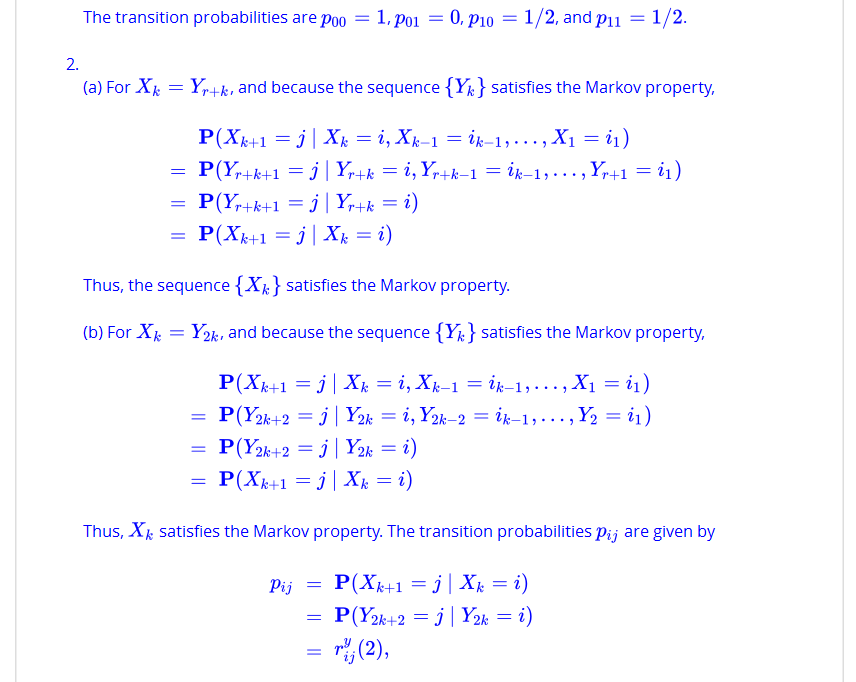 The transition probabilities are p₀₀ = 1, p₀₁ = 0, p₁₀ = 1/2, and p₁₁ = 1/2.
2.
(a) For Xₖ = Yᵣ₊ₖ, and because the sequence {Yₖ} satisfies the Markov property,
P(Xₖ₊₁ = j | Xₖ = i, Xₖ₋₁ = iₖ₋₁, . . . , X₁ = i₁)
= P(Yᵣ₊ₖ₊₁ = j | Yᵣ₊ₖ = i, Yᵣ₊ₖ₋₁ = iₖ₋₁, . . . , Yᵣ₊₁ = i₁)
= P(Yᵣ₊ₖ₊₁ = j | Yᵣ₊ₖ = i)
= P(Xₖ₊₁ = j | Xₖ = i)
Thus, the sequence {Xₖ} satisfies the Markov property.
(b) For Xₖ = Y₂ₖ, and because the sequence {Yₖ} satisfies the Markov property,
P(Xₖ₊₁ = j | Xₖ = i, Xₖ₋₁ = iₖ₋₁, . . . , X₁ = i₁)
= P(Y₂ₖ₊₂ = j | Y₂ₖ = i, Y₂ₖ₋₂ = iₖ₋₁, . . . , Y₂ = i₁)
= P(Y₂ₖ₊₂ = j | Y₂ₖ = i)
= P(Xₖ₊₁ = j | Xₖ = i)
Thus, Xₖ satisfies the Markov property. The transition probabilities pᵢⱼ are given by
pᵢⱼ = P(Xₖ₊₁ = j | Xₖ = i)
= P(Y₂ₖ₊₂ = j | Y₂ₖ = i)
= rʸᵢⱼ(2),